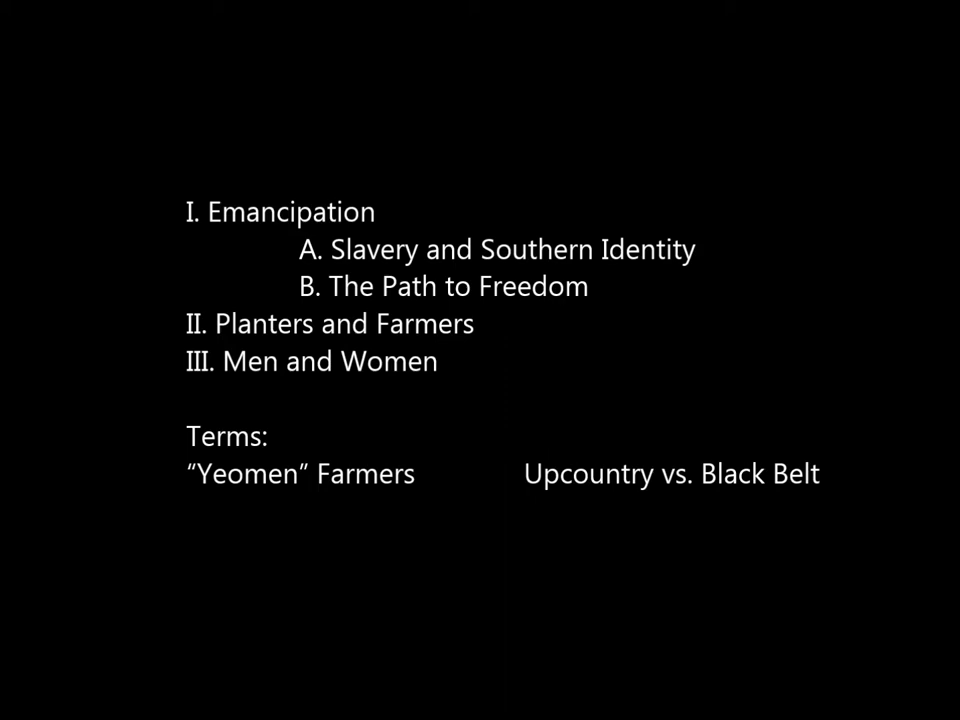 I. Emancipation
A. Slavery and Southern Identity
B. The Path to Freedom
II. Planters and Farmers
III. Men and Women
Terms:
“Yeomen” Farmers Upcountry vs. Black Belt